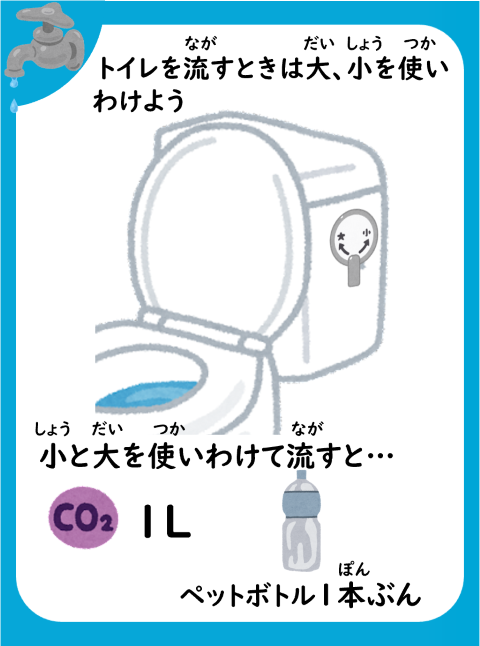 トイレを流すときは大、小を使い
わけよう
大 小
小と大を使いわけて流すと…
CO2 1L
ペットボトル1本ぶん